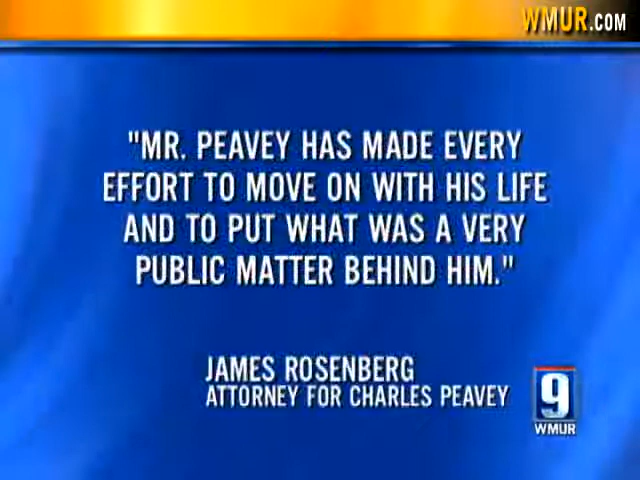 WMUR.COM
"MR. PEAVEY HAS MADE EVERY
EFFORT TO MOVE ON WITH HIS LIFE
AND TO PUT WHAT WAS A VERY
PUBLIC MATTER BEHIND HIM."
JAMES ROSENBERG
ATTORNEY FOR CHARLES PEAVEY
9
WMUR